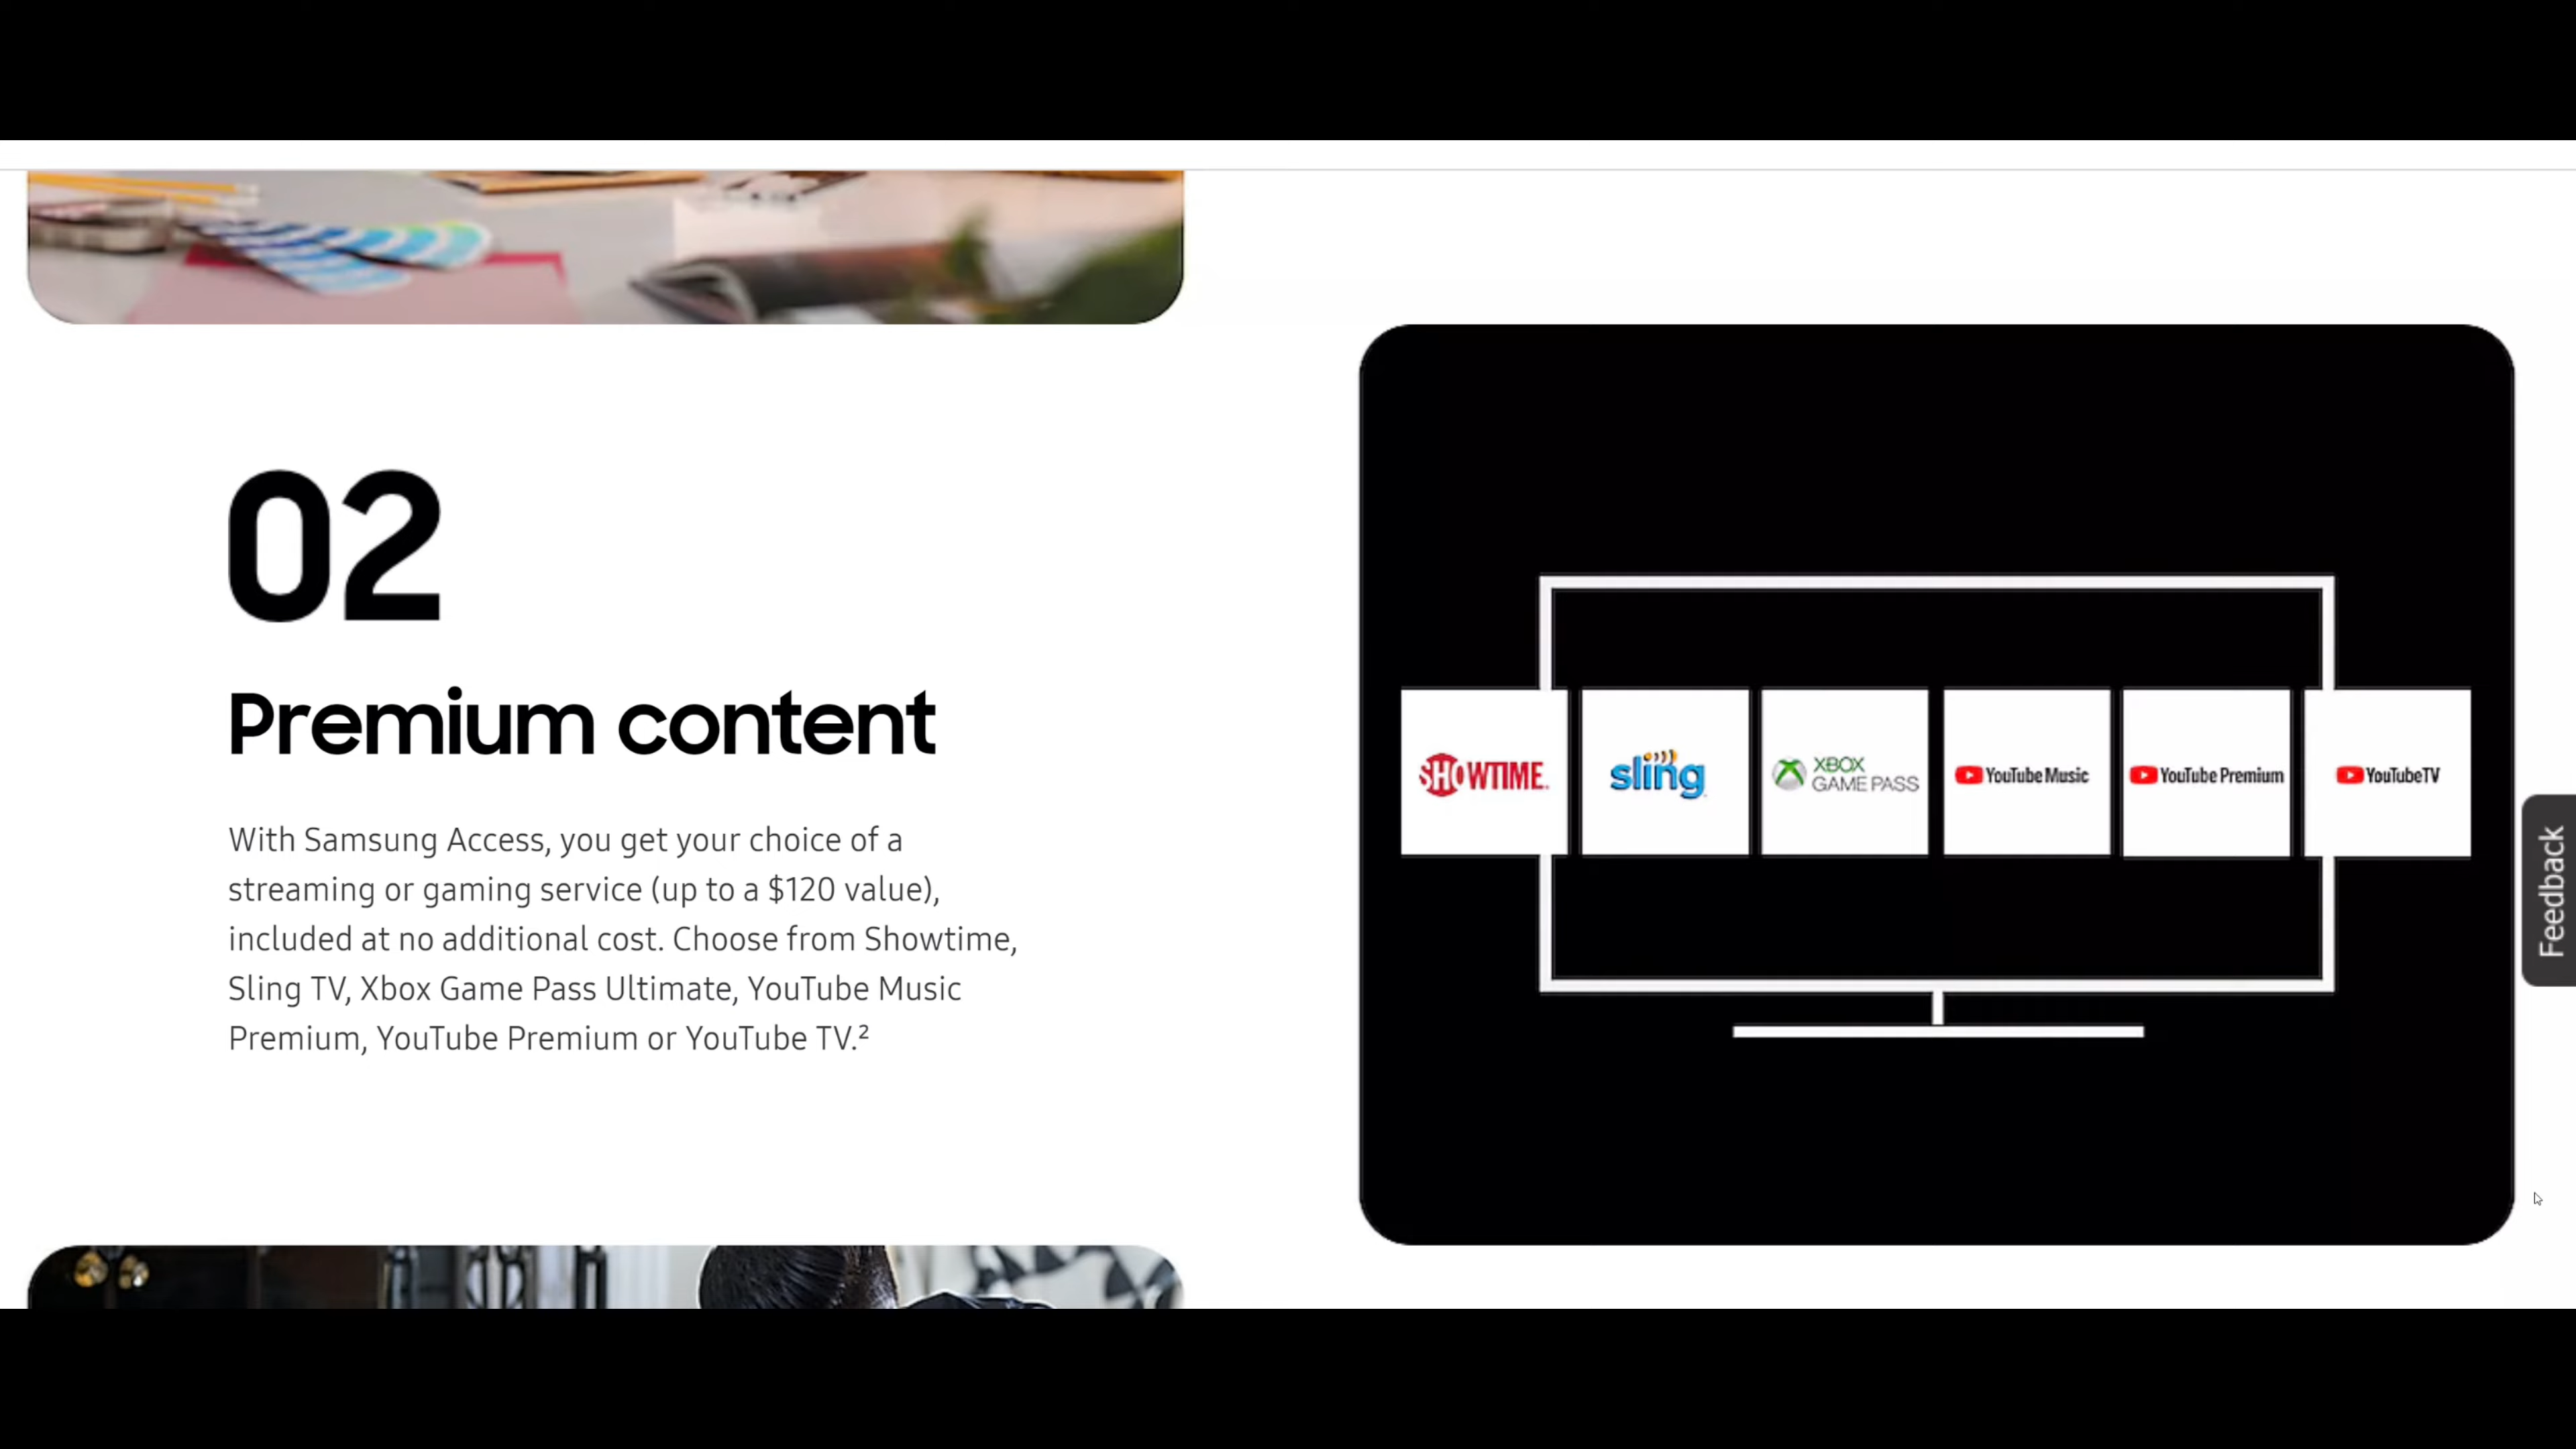 02
Premium content
With Samsung Access, you get your choice of a
streaming or gaming service (up to a $120 value),
included at no additional cost. Choose from Showtime,
Sling TV, Xbox Game Pass Ultimate, YouTube Music
Premium, YouTube Premium or YouTube TV.²
SHOWTIME.
sling
XBOX
GAME PASS
YouTube Music
YouTube Premium
YouTubeTV
Feedback